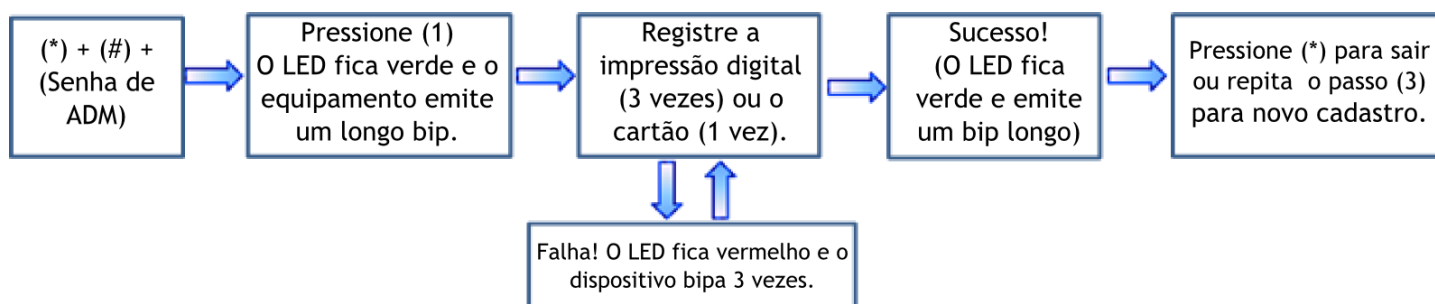 (*) + (#) +
(Senha de
ADM)
Pressione (1)
O LED fica verde e o
equipamento emite
um longo bip.
Registre a
impressão digital
(3 vezes) ou o
cartão (1 vez).
Sucesso!
(O LED fica
verde e emite
um bip longo)
Pressione (*) para sair
ou repita o passo (3)
para novo cadastro.
Falha! O LED fica vermelho e o
dispositivo bipa 3 vezes.